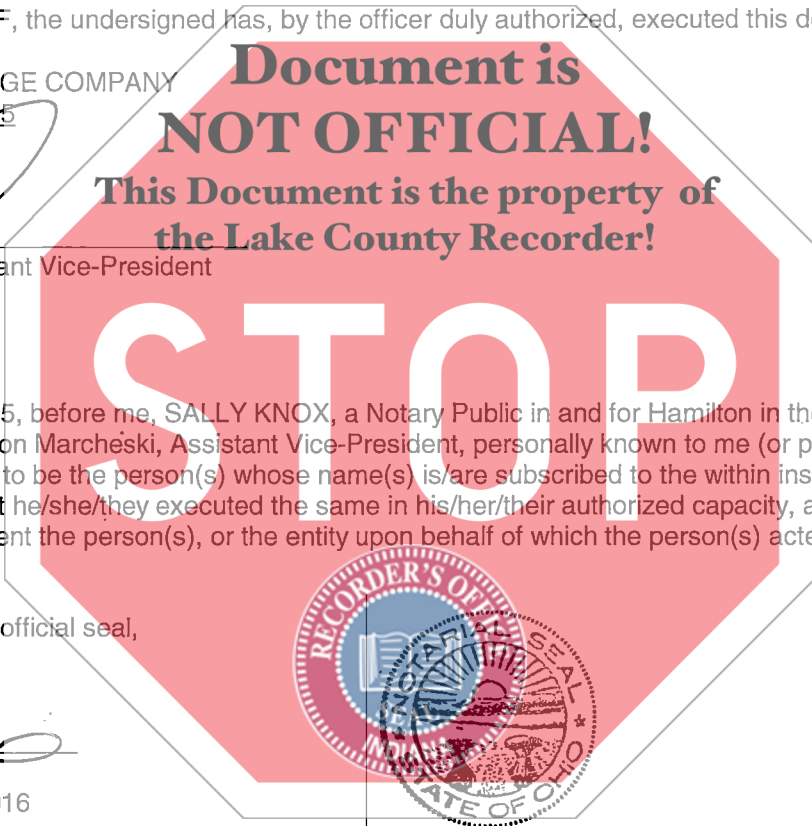 , the undersigned has, by the officer duly authorized, executed this d
GE COMPANY
5
Document is
NOT OFFICIAL!
This Document is the property of
the Lake County Recorder!
ant Vice-President
STOP
5, before me, SALLY KNOX, a Notary Public in and for Hamilton in th
on Marcheski, Assistant Vice-President, personally known to me (or p
to be the person(s) whose name(s) is/are subscribed to the within ins
t he/she/they executed the same in his/her/their authorized capacity, a
ent the person(s), or the entity upon behalf of which the person(s) acte
official seal,
RECORDER'S OF
SEAL
INDIANA
NOTARIAL SEAL
STATE OF OHIO
16